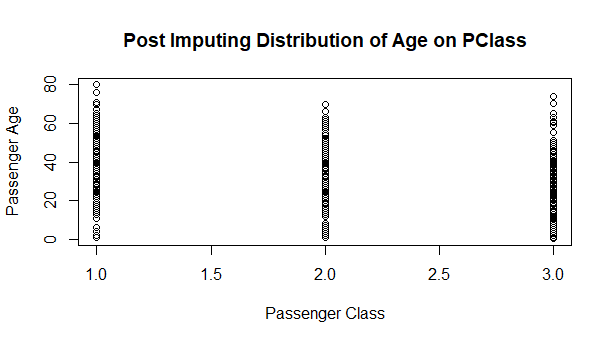 Post Imputing Distribution of Age on PClass
Passenger Age
80
60
40
20
0
1.0 1.5 2.0 2.5 3.0
Passenger Class